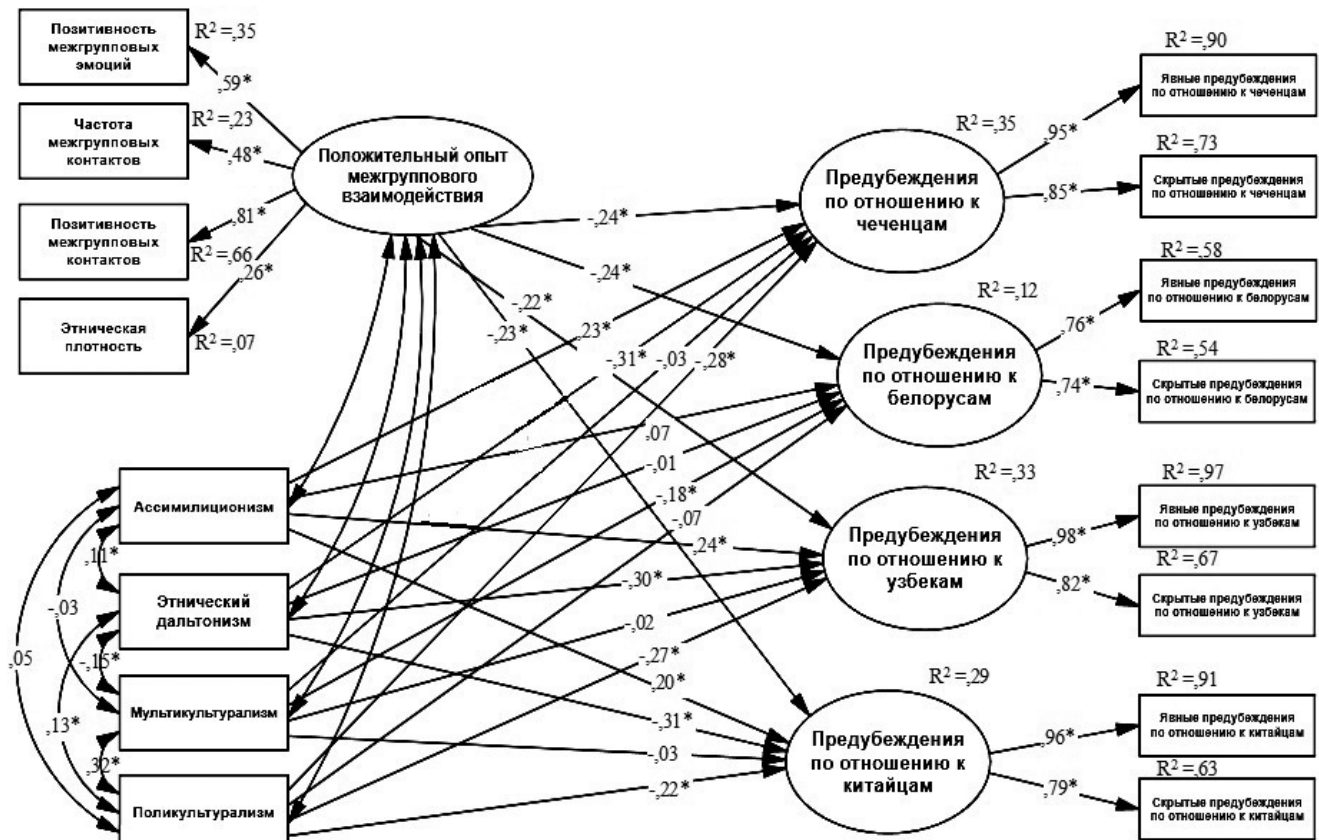 Позитивность
межгрупповых
эмоций
R² =,35
,59*
Частота
межгрупповых
контактов
R² =,23
,48*
Позитивность
межгрупповых
контактов
,81*
R² =,66
,26*
Этническая
плотность
R² =,07
Положительный опыт
межгруппового
взаимодействия
-,24*
-,24*
-,22*
-,23*
,23*
-,31*
-,03
-,28*
,07
-,01
-,18*
-,07
,24*
-,30*
-,02
-,27*
,20*
-,31*
-,03
-,22*
Ассимилиционизм
,11*
-,03
Этнический
дальтонизм
,05
-,15*
Мультикультурализм
,13*
,32*
Поликультурализм
R² =,35
Предубеждения
по отношению к
чеченцам
,95*
,85*
R² =,12
Предубеждения
по отношению к
белорусам
,76*
,74*
R² =,33
Предубеждения
по отношению к
узбекам
,98*
,82*
R² =,29
Предубеждения
по отношению к
китайцам
,96*
,79*
R² =,90
Явные предубеждения
по отношению к чеченцам
R² =,73
Скрытые предубеждения
по отношению к чеченцам
R² =,58
Явные предубеждения
по отношению к белорусам
R² =,54
Скрытые предубеждения
по отношению к белорусам
R² =,97
Явные предубеждения
по отношению к узбекам
R² =,67
Скрытые предубеждения
по отношению к узбекам
R² =,91
Явные предубеждения
по отношению к китайцам
R² =,63
Скрытые предубеждения
по отношению к китайцам